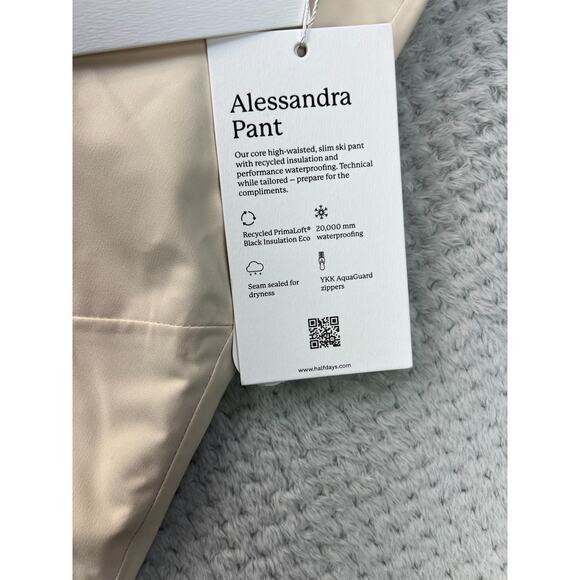 Alessandra
Pant
Our core high-waisted, slim ski pant
with recycled insulation and
performance waterproofing. Technical
while tailored – prepare for the
compliments.
Recycled PrimaLoft®
Black Insulation Eco
20,000 mm
waterproofing
Seam sealed for
dryness
YKK AquaGuard
zippers
www.halfdays.com